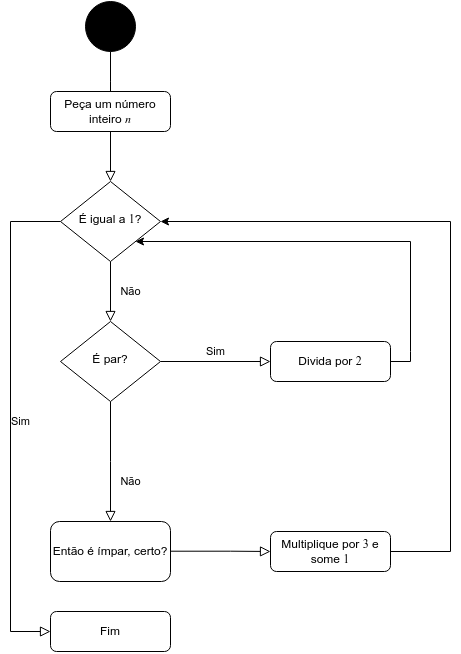 Peça um número
inteiro n
É igual a 1?
Não
É par?
Sim
Divida por 2
Sim
Não
Então é ímpar, certo?
Multiplique por 3 e
some 1
Fim